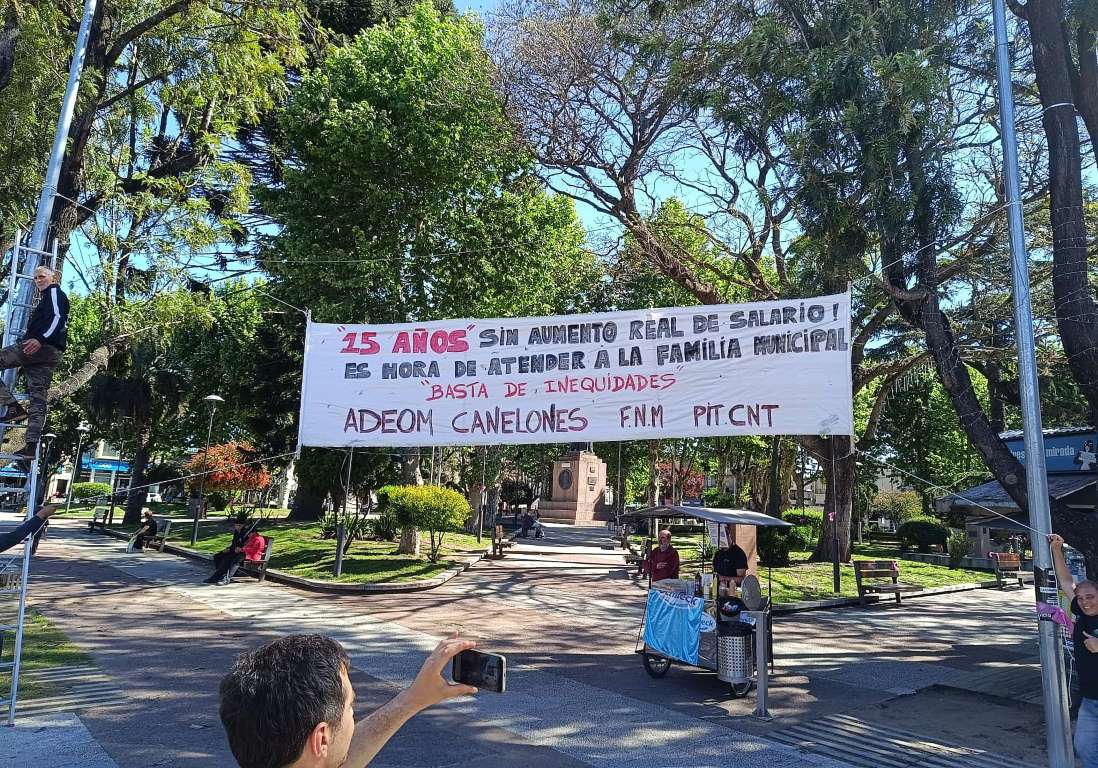 "15 AÑOS" SIN AUMENTO REAL DE SALARIO!
ES HORA DE ATENDER A LA FAMILIA MUNICIPAL
"BASTA DE INEQUIDADES"
ADEOM CANELONES F.N.M PIT.CNT
mirada